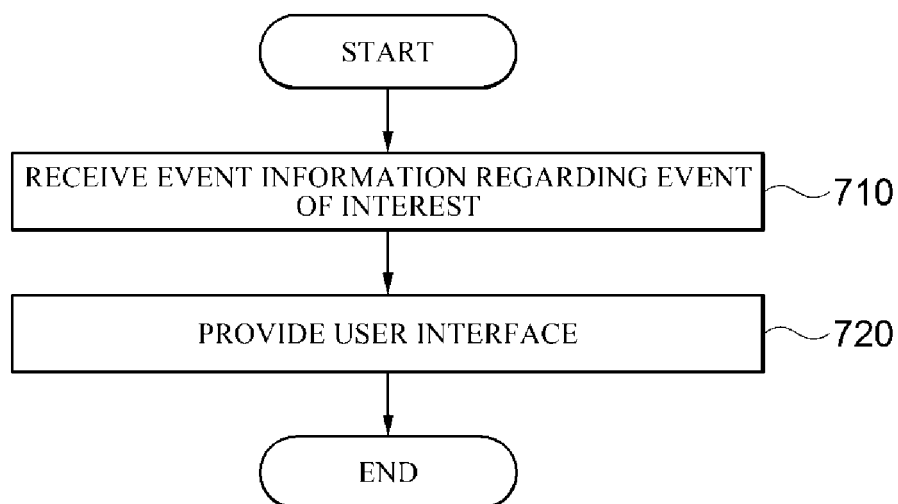 START
RECEIVE EVENT INFORMATION REGARDING EVENT
OF INTEREST
710
PROVIDE USER INTERFACE
720
END